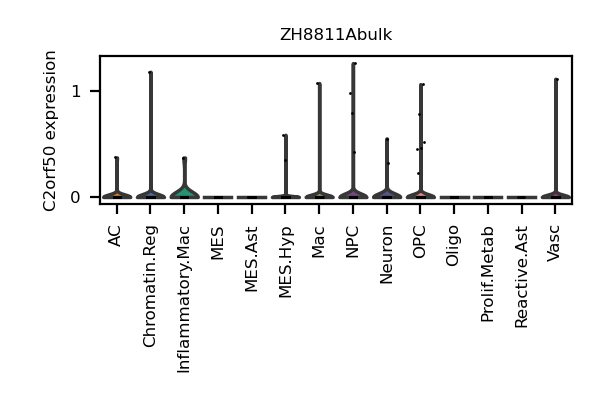 ZH8811Abulk
C2orf50 expression
1
0
AC
Chromatin.Reg
Inflammatory.Mac
MES
MES.Ast
MES.Hyp
Mac
NPC
Neuron
OPC
Oligo
Prolif.Metab
Reactive.Ast
Vasc